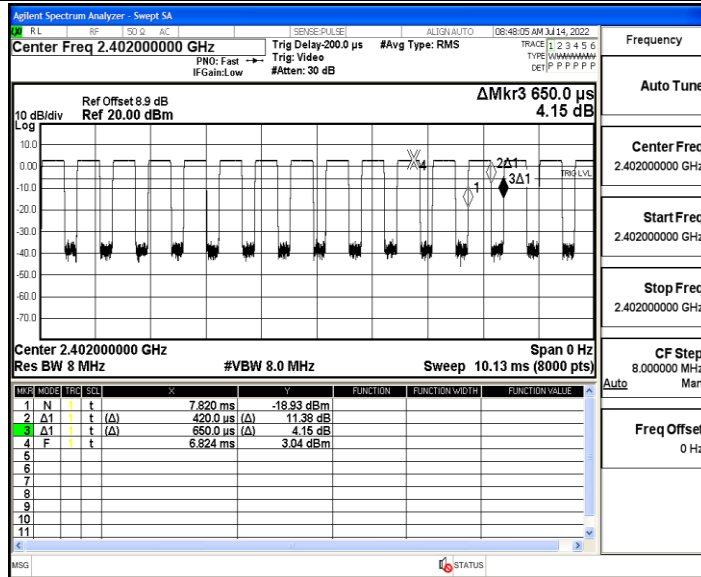 Agilent Spectrum Analyzer - Swept SA
RL RF 50 Ω AC SENSE:PULSE ALIGN AUTO 08:48:05 AM Jul 14, 2022
Center Freq 2.402000000 GHz Trig Delay-200.0 µs #Avg Type: RMS TRACE 1 2 3 4 5 6
PNO: Fast Trig: Video TYPE WWWWWW
IFGain:Low #Atten: 30 dB DET P P P P P P
ΔMkr3 650.0 µs
Ref Offset 8.9 dB
10 dB/div Ref 20.00 dBm 4.15 dB
Log
10.0
0.00
-10.0
-20.0
-30.0
-40.0
-50.0
-60.0
-70.0
4
2Δ1
3Δ1
1
TRIG LVL
Center 2.402000000 GHz Span 0 Hz
Res BW 8 MHz #VBW 8.0 MHz Sweep 10.13 ms (8000 pts)
MKR MODE TRC SCL X Y FUNCTION FUNCTION WIDTH FUNCTION VALUE
1 N 1 t 7.820 ms -18.93 dBm
2 Δ1 1 t (Δ) 420.0 µs (Δ) 11.38 dB
3 Δ1 1 t (Δ) 650.0 µs (Δ) 4.15 dB
4 F 1 t 6.824 ms 3.04 dBm
5
6
7
8
9
10
11
MSG STATUS
Frequency
Auto Tune
Center Freq
2.402000000 GHz
Start Freq
2.402000000 GHz
Stop Freq
2.402000000 GHz
CF Step
8.000000 MHz
Auto Man
Freq Offset
0 Hz